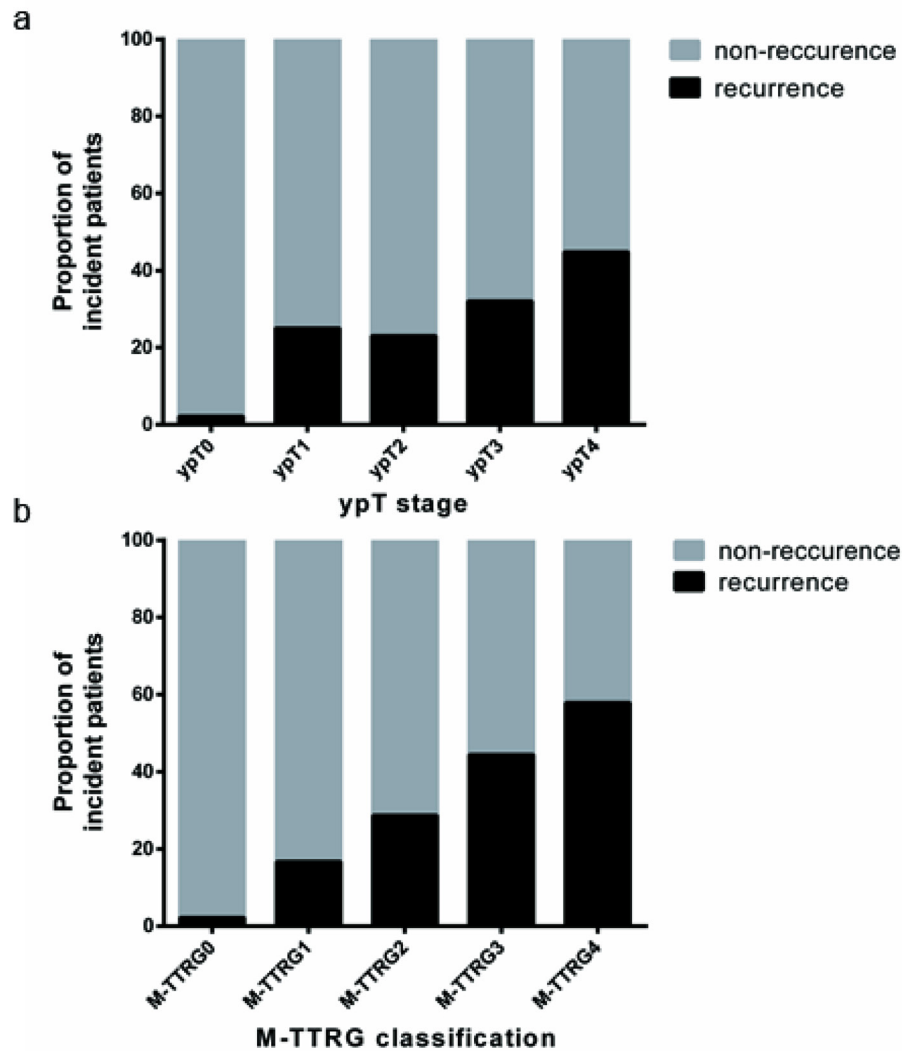 a
100
80
60
40
20
0
Proportion of
incident patients
ypT0 ypT1 ypT2 ypT3 ypT4
ypT stage
non-reccurence
recurrence
b
100
80
60
40
20
0
Proportion of
incident patients
M-TTRG0 M-TTRG1 M-TTRG2 M-TTRG3 M-TTRG4
M-TTRG classification
non-reccurence
recurrence